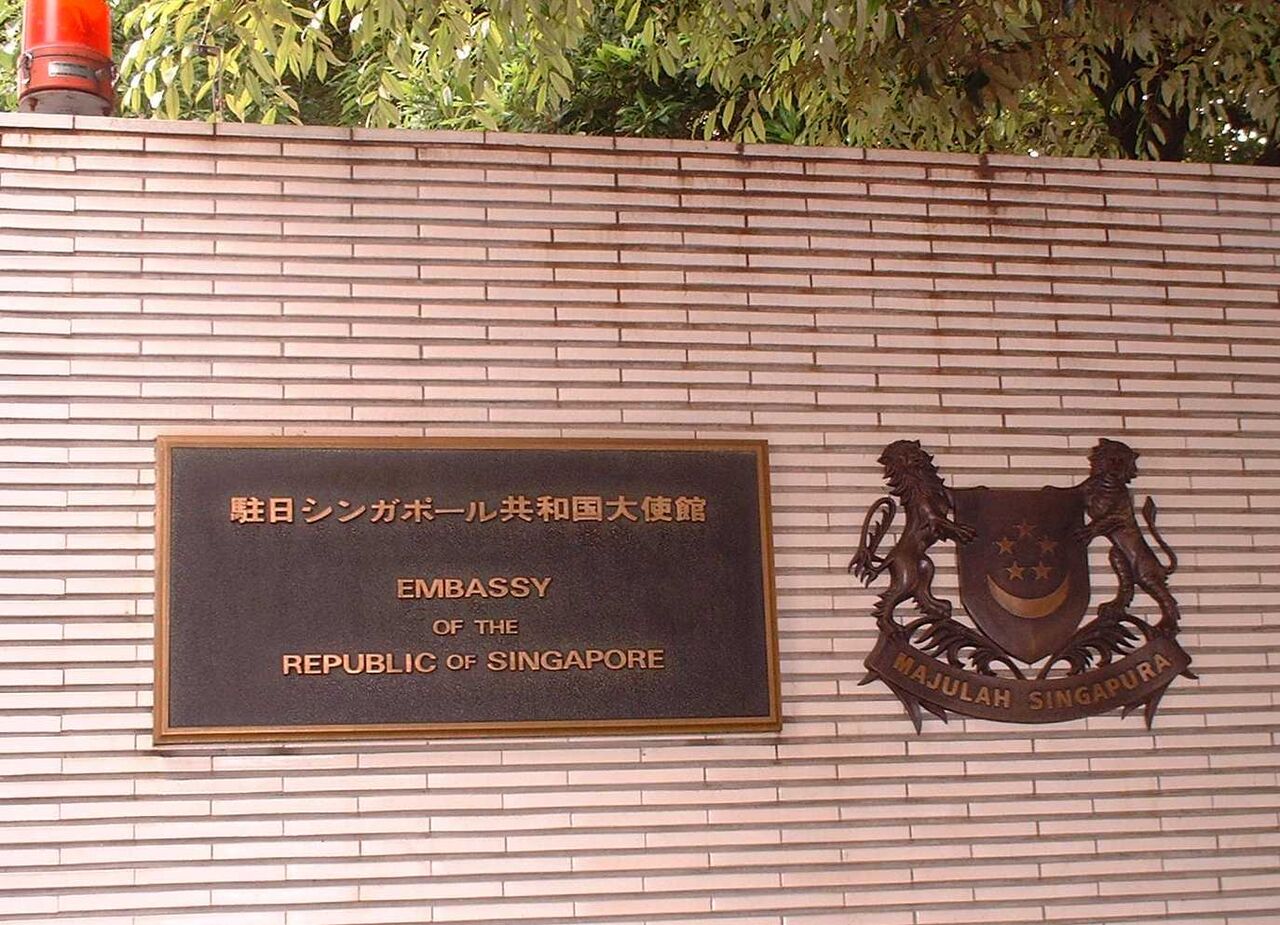 駐日シンガポール共和国大使館
EMBASSY
OF THE
REPUBLIC OF SINGAPORE
MAJULAH SINGAPURA